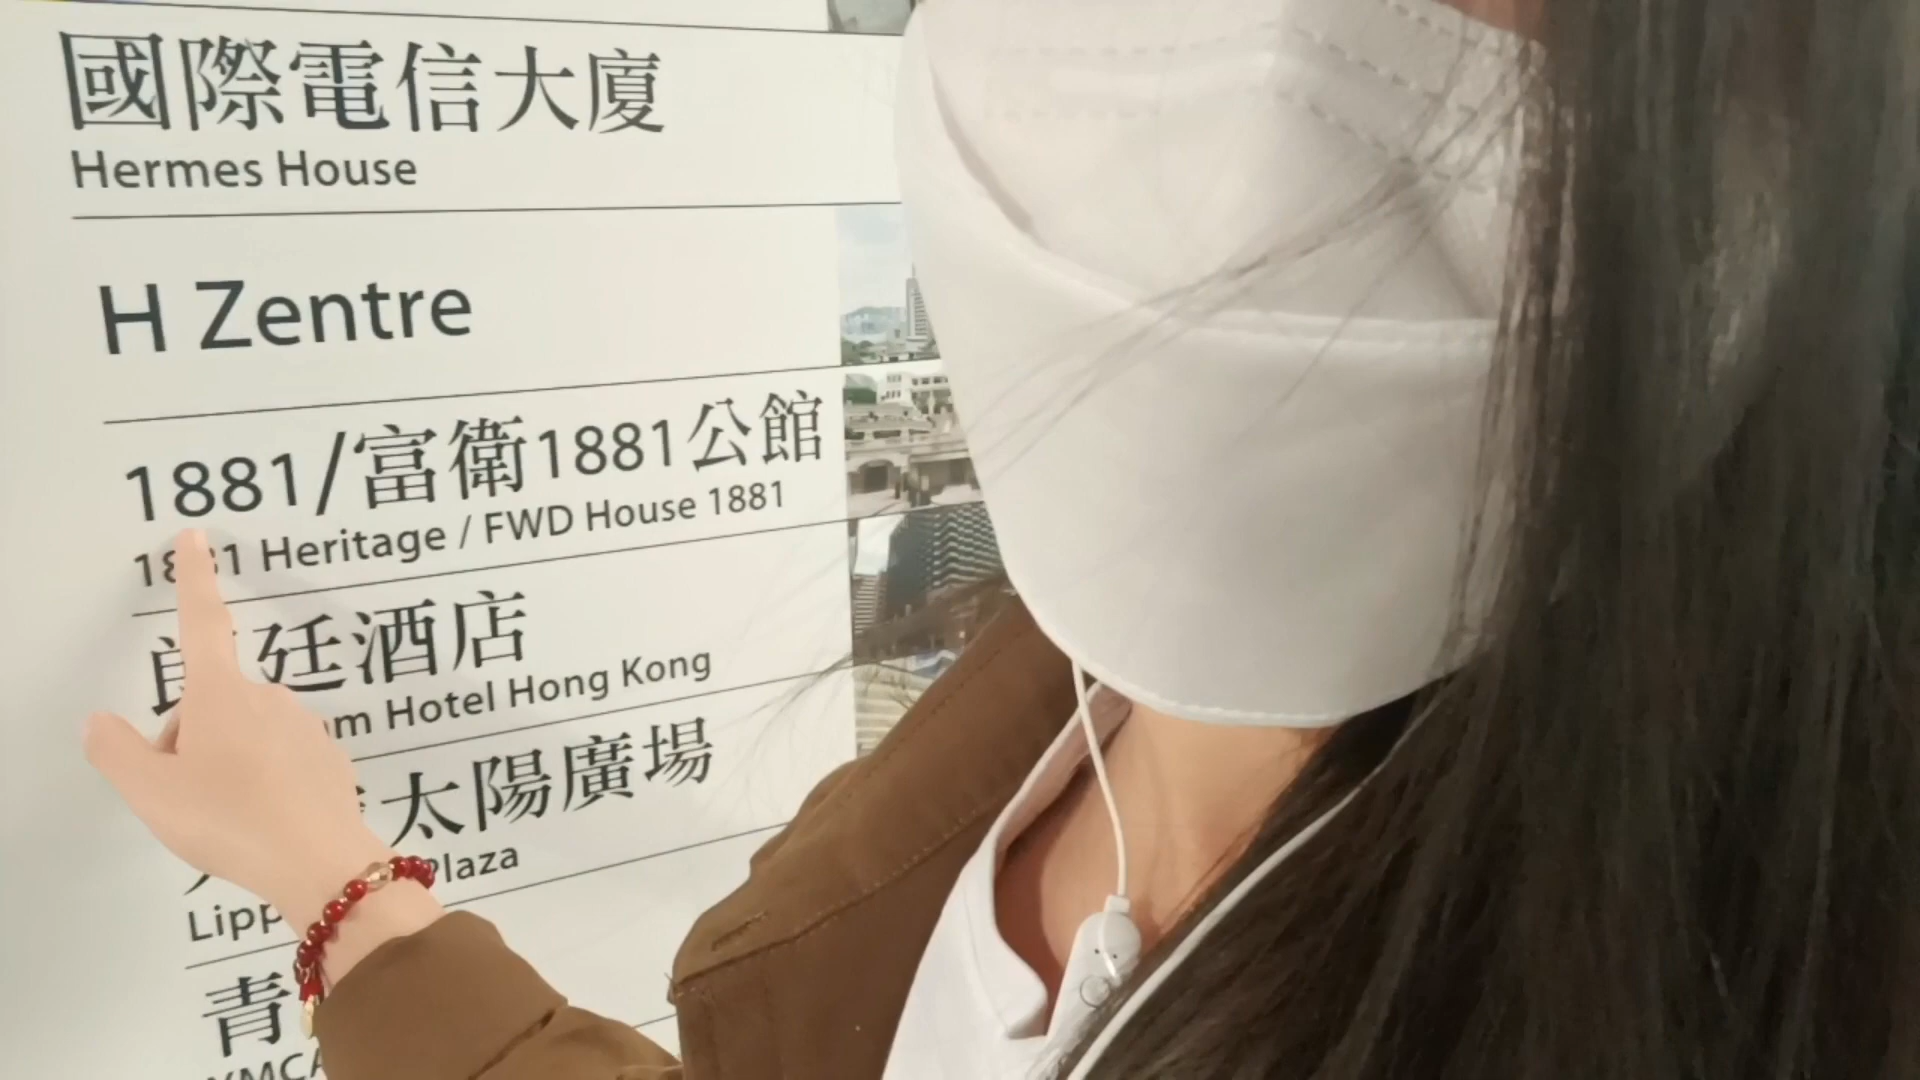 國際電信大廈
Hermes House
H Zentre
1881/富衛1881公館
1881 Heritage / FWD House 1881
廷酒店
Hotel Hong Kong
太陽廣場
Plaza
青